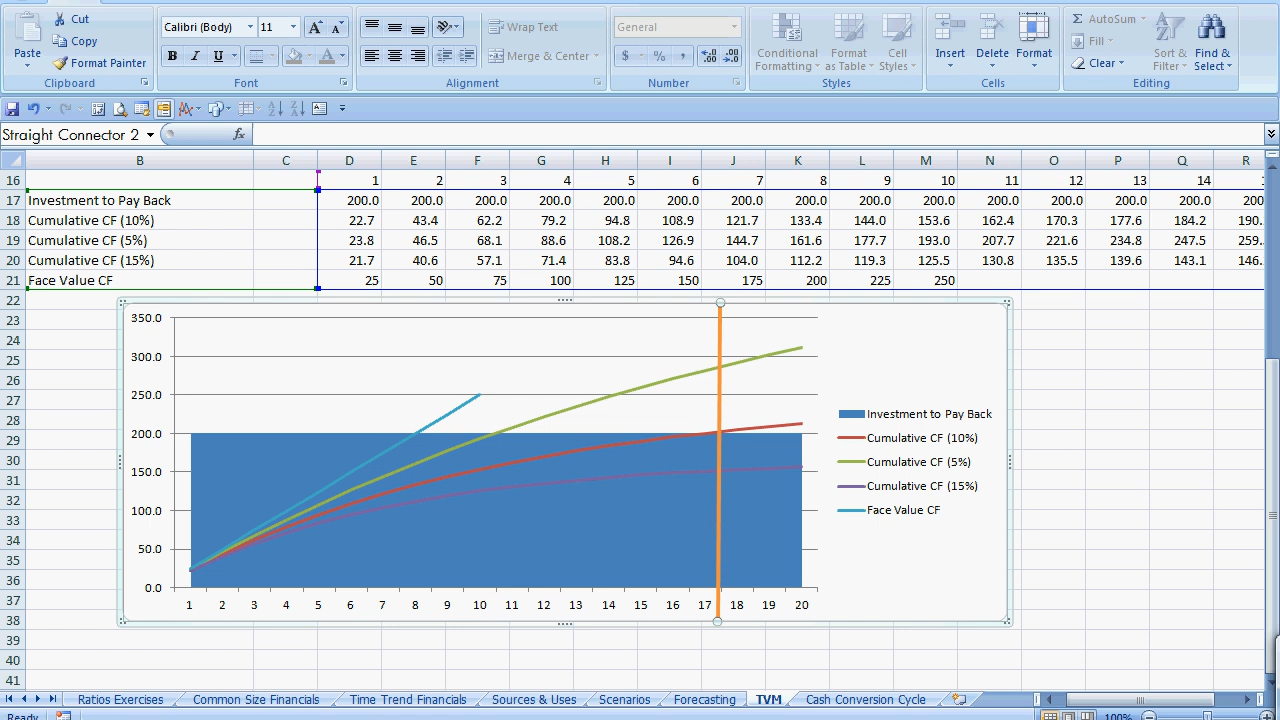 Cut
Calibri (Body) 11
Wrap Text
General
AutoSum
Copy
Fill
Paste
Format Painter
B I U
Merge & Center
$ % ,
Conditional Formatting
Format as Table
Cell Styles
Insert
Delete
Format
Clear
Sort & Filter
Find & Select
Clipboard
Font
Alignment
Number
Styles
Cells
Editing
Straight Connector 2
fx
B C D E F G H I J K L M N O P Q R
16 1 2 3 4 5 6 7 8 9 10 11 12 13 14
17 Investment to Pay Back 200.0 200.0 200.0 200.0 200.0 200.0 200.0 200.0 200.0 200.0 200.0 200.0 200.0 200.0 200
18 Cumulative CF (10%) 22.7 43.4 62.2 79.2 94.8 108.9 121.7 133.4 144.0 153.6 162.4 170.3 177.6 184.2 190.
19 Cumulative CF (5%) 23.8 46.5 68.1 88.6 108.2 126.9 144.7 161.6 177.7 193.0 207.7 221.6 234.8 247.5 259.
20 Cumulative CF (15%) 21.7 40.6 57.1 71.4 83.8 94.6 104.0 112.2 119.3 125.5 130.8 135.5 139.6 143.1 146.
21 Face Value CF 25 50 75 100 125 150 175 200 225 250
22
23
24
25
26
27
28
29
30
31
32
33
34
35
36
37
38
39
40
41
350.0
300.0
250.0
200.0
150.0
100.0
50.0
0.0
1 2 3 4 5 6 7 8 9 10 11 12 13 14 15 16 17 18 19 20
Investment to Pay Back
Cumulative CF (10%)
Cumulative CF (5%)
Cumulative CF (15%)
Face Value CF
Ratios Exercises Common Size Financials Time Trend Financials Sources & Uses Scenarios Forecasting TVM Cash Conversion Cycle
Ready 100%